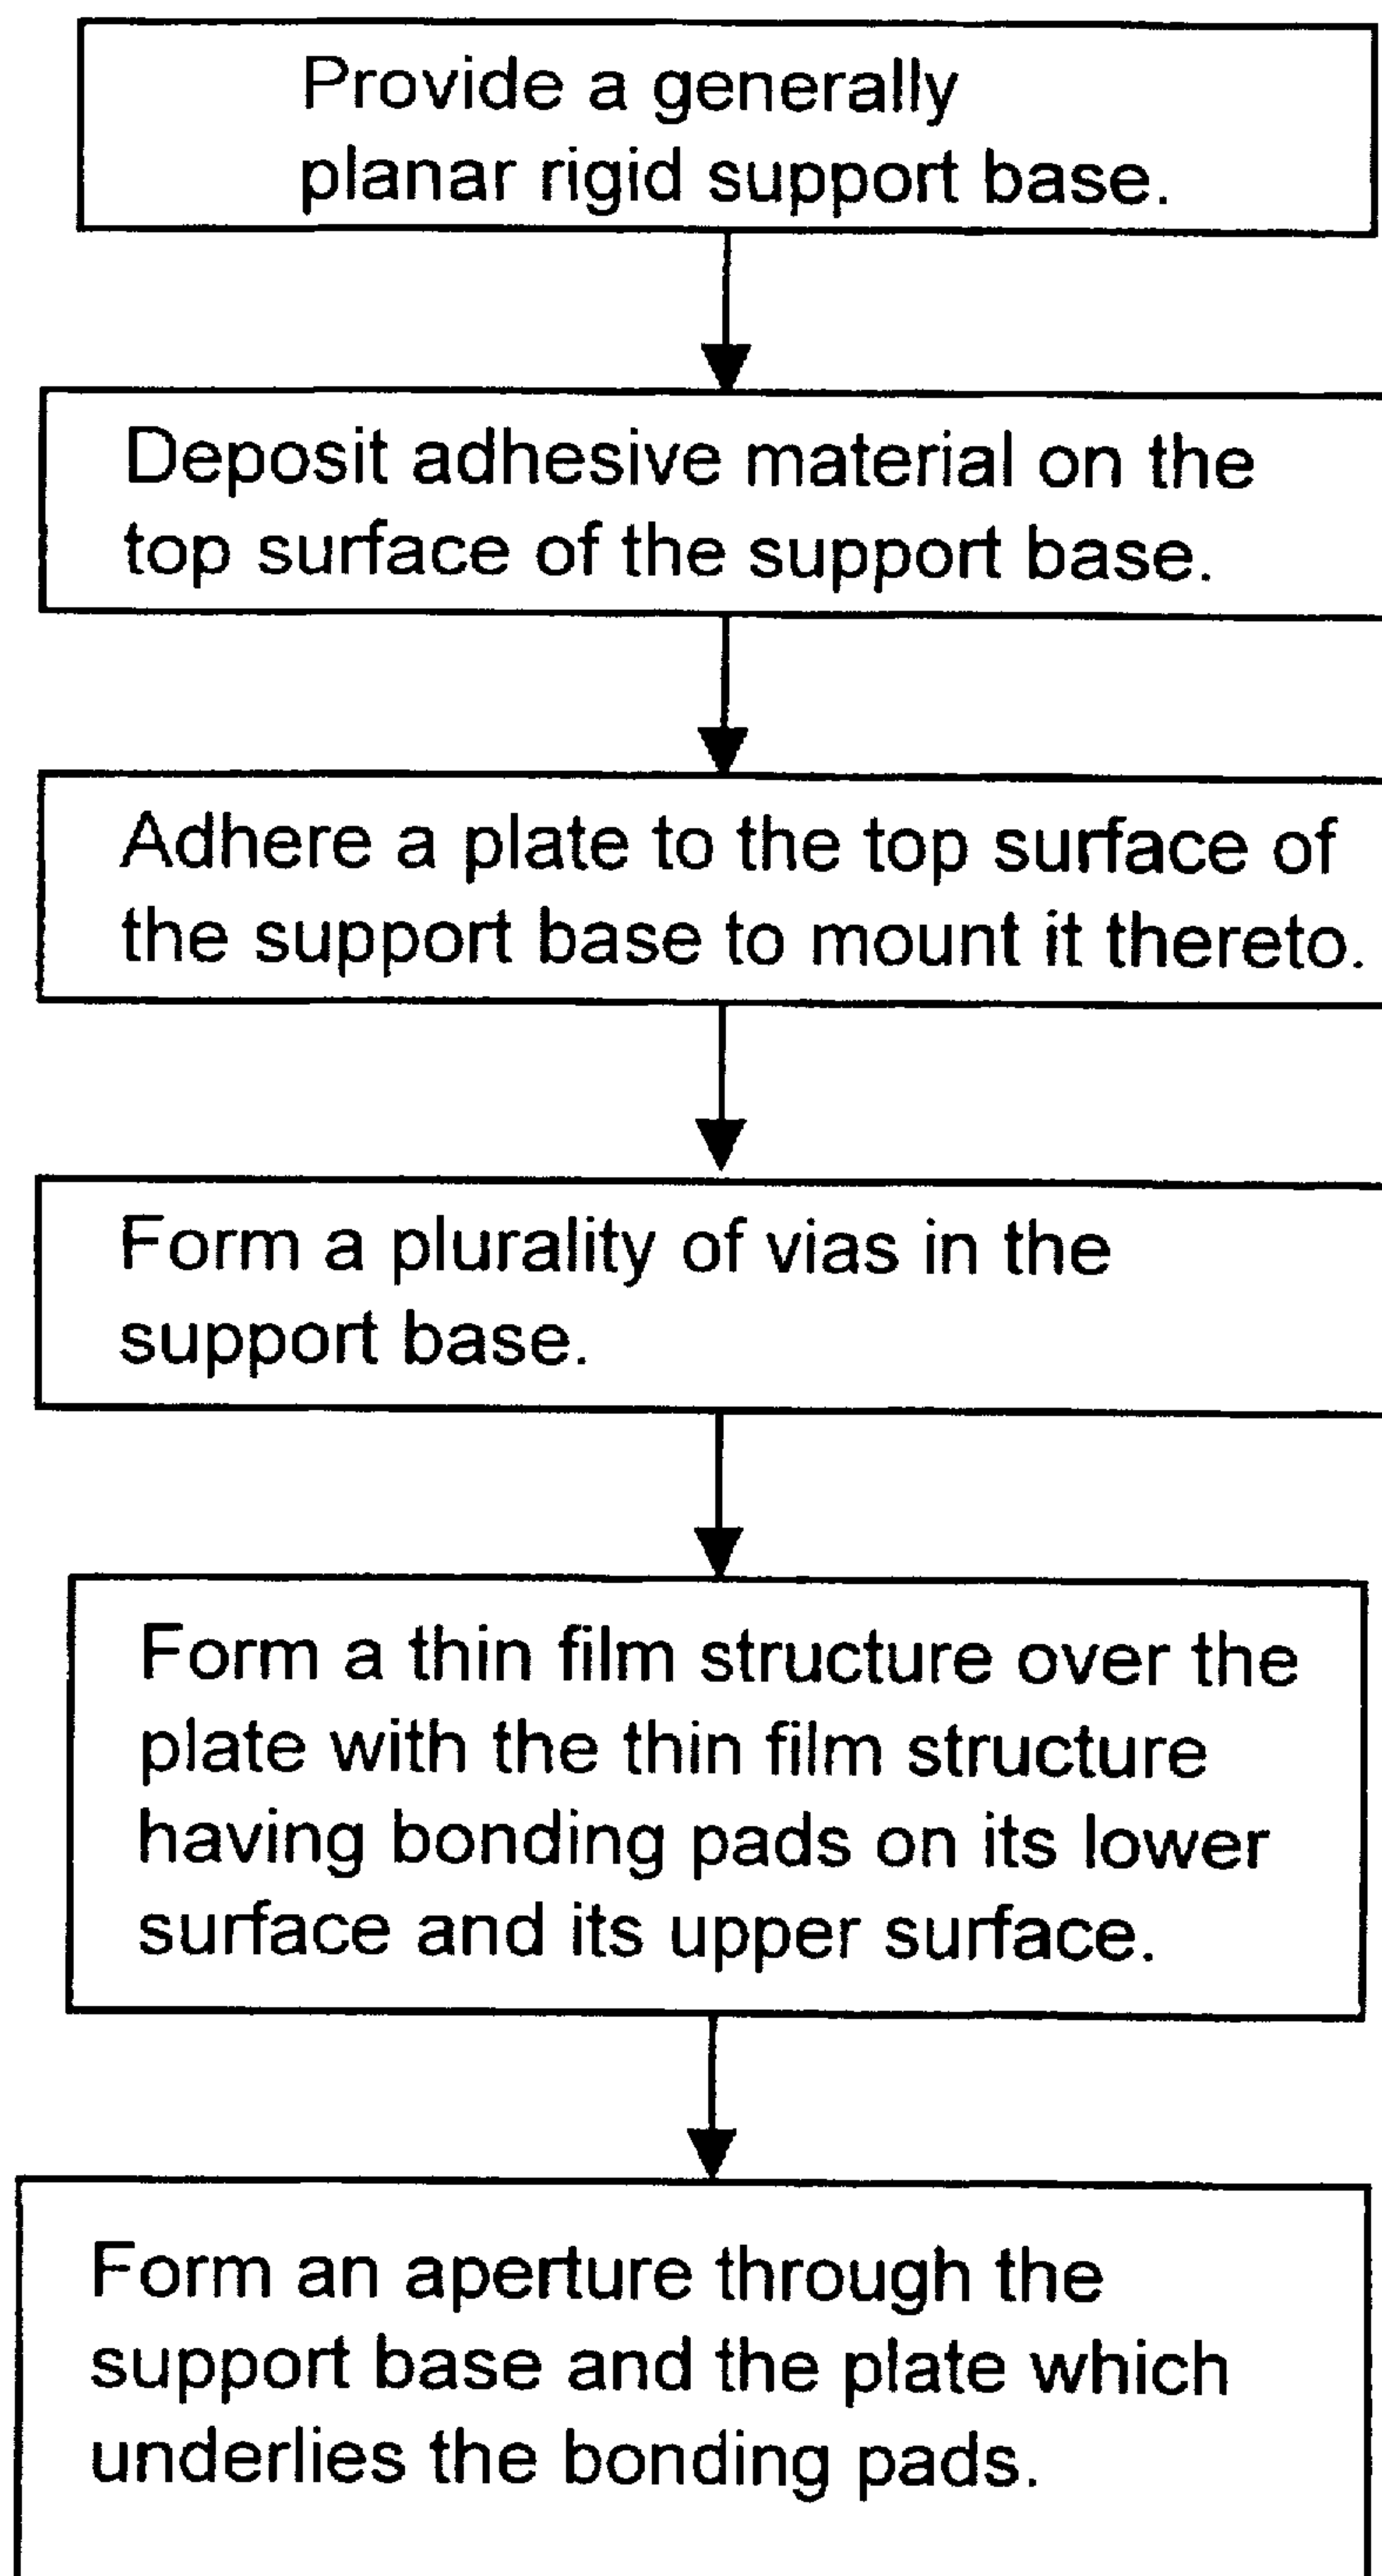 Provide a generally
planar rigid support base.
Deposit adhesive material on the
top surface of the support base.
Adhere a plate to the top surface of
the support base to mount it thereto.
Form a plurality of vias in the
support base.
Form a thin film structure over the
plate with the thin film structure
having bonding pads on its lower
surface and its upper surface.
Form an aperture through the
support base and the plate which
underlies the bonding pads.